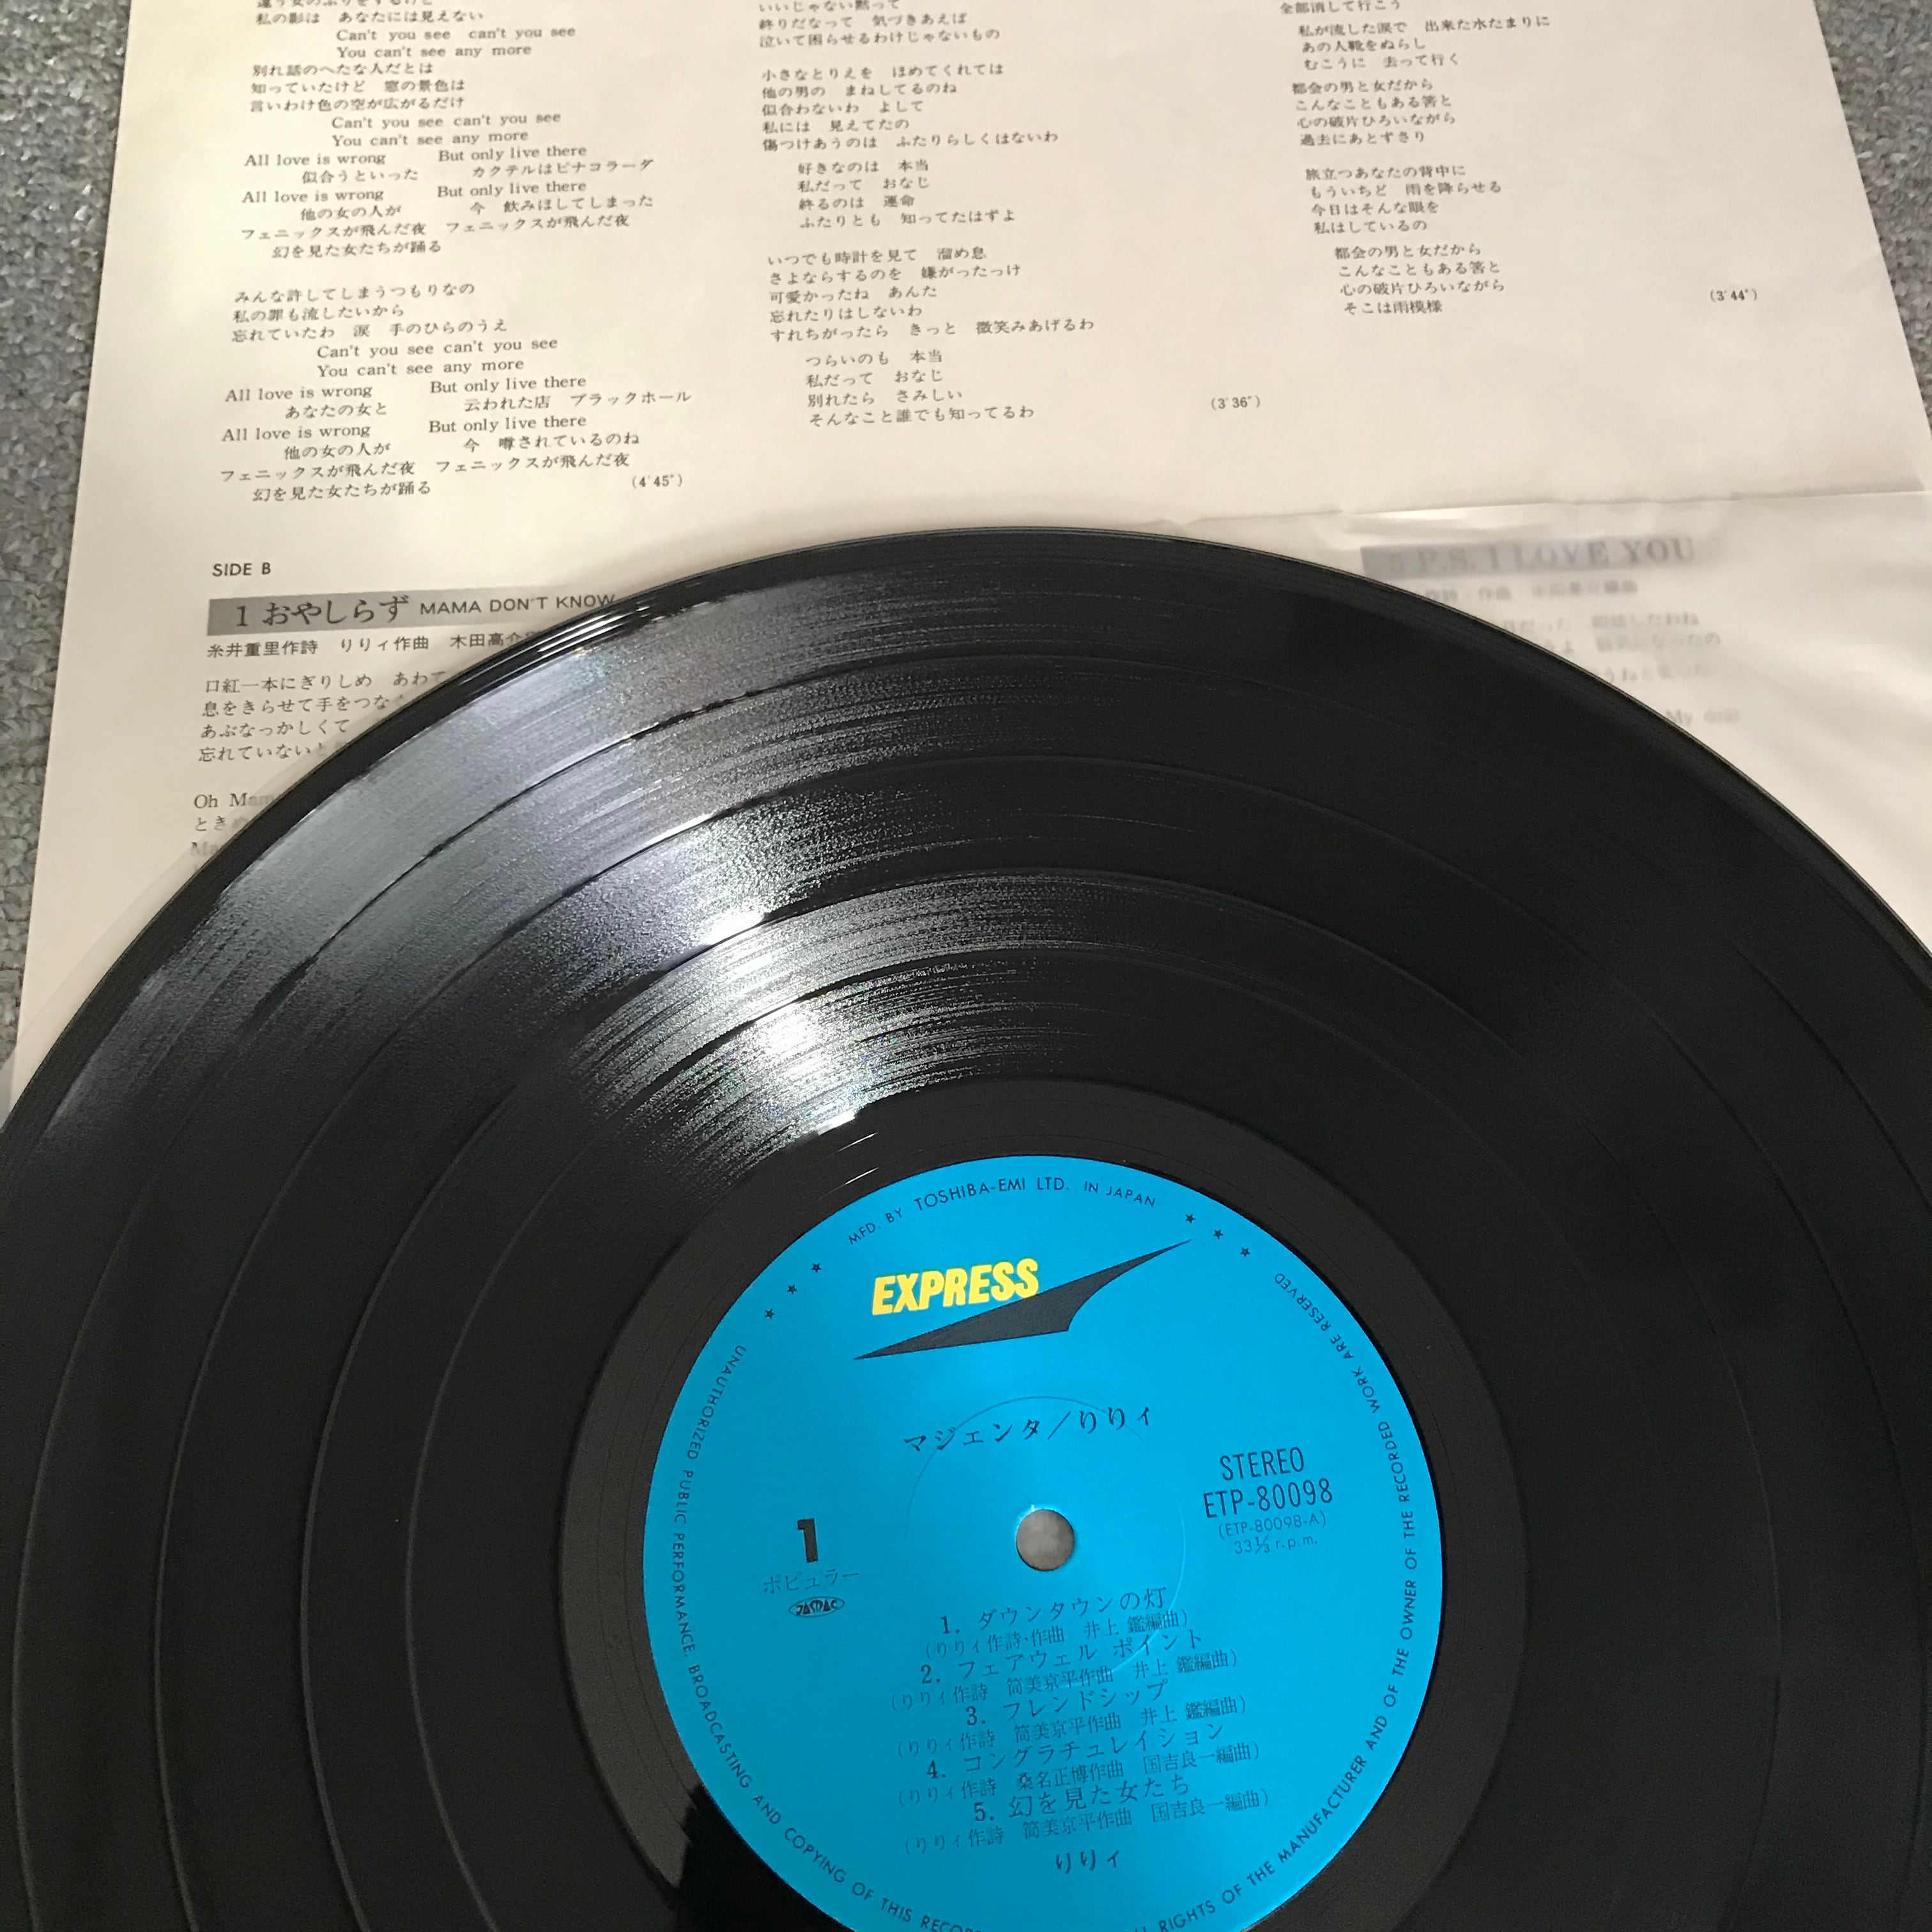 私の影は　あなたには見えない
Can't you see can't you see
You can't see any more
別れ話のへたな人だとは
知っていたけど　窓の景色は
言いわけ色の空が広がるだけ
Can't you see can't you see
You can't see any more
All love is wrong　But only live there
似合うといった　カクテルはピナコラーダ
All love is wrong　But only live there
他の女の人が　今　飲みほしてしまった
フェニックスが飛んだ夜　フェニックスが飛んだ夜
幻を見た女たちが踊る
みんな許してしまうつもりなの
私の罪も流したいから
忘れていたわ　涙　手のひらのうえ
Can't you see can't you see
You can't see any more
All love is wrong　But only live there
あなたの女と　云われた店　ブラックホール
All love is wrong　But only live there
他の女の人が　今　噂されているのね
フェニックスが飛んだ夜　フェニックスが飛んだ夜
幻を見た女たちが踊る
(4'45")
いいじゃない黙って
終りだなって　気づきあえば
泣いて困らせるわけじゃないもの
小さなとりえを　ほめてくれては
他の男の　まねしてるのね
似合わないわ　よして
私には　見えてたの
傷つけあうのは　ふたりらしくはないわ
好きなのは　本当
私だって　おなじ
終るのは　運命
ふたりとも　知ってたはずよ
いつでも時計を見て　溜め息
さよならするのを　嫌がったっけ
可愛かったね　あんた
忘れたりはしないわ
すれちがったら　きっと　微笑みあげるわ
つらいのも　本当
私だって　おなじ
別れたら　さみしい
そんなこと誰でも知ってるわ
(3'36")
全部消して行こう
私が流した涙で　出来た水たまりに
あの人靴をぬらし
むこうに　去って行く
都会の男と女だから
こんなこともある筈と
心の破片ひろいながら
過去にあとずさり
旅立つあなたの背中に
もういちど　雨を降らせる
今日はそんな眼を
私はしているの
都会の男と女だから
こんなこともある筈と
心の破片ひろいながら
そこは雨模様
(3'44")
SIDE B
1 おやしらず MAMA DON'T KNOW
糸井重里作詩　りりィ作曲　木田高介
口紅一本にぎりしめ　あわて
息をきらせて手をつな
あぶなっかしくて
忘れていないと
Oh Mam
とき
Ma
5 P.S. I LOVE YOU
My dear
MFD. BY TOSHIBA-EMI LTD. IN JAPAN
EXPRESS
マジェンタ／りりィ
STEREO
ETP-80098
(ETP-80098-A)
33⅓ r.p.m.
1
ポピュラー
JASRAC
1. ダウンタウンの灯
(りりィ作詩・作曲　井上 鑑編曲)
2. フェアウェル ポイント
(りりィ作詩　筒美京平作曲　井上 鑑編曲)
3. フレンドシップ
(りりィ作詩　筒美京平作曲　井上 鑑編曲)
4. コングラチュレイション
(りりィ作詩　桑名正博作曲　国吉良一編曲)
5. 幻を見た女たち
(りりィ作詩　筒美京平作曲　国吉良一編曲)
りりィ
UNAUTHORIZED PUBLIC PERFORMANCE, BROADCASTING AND COPYING OF THIS RECOR
ALL RIGHTS OF THE MANUFACTURER AND OF THE OWNER OF THE RECORDED WORK ARE RESERVED